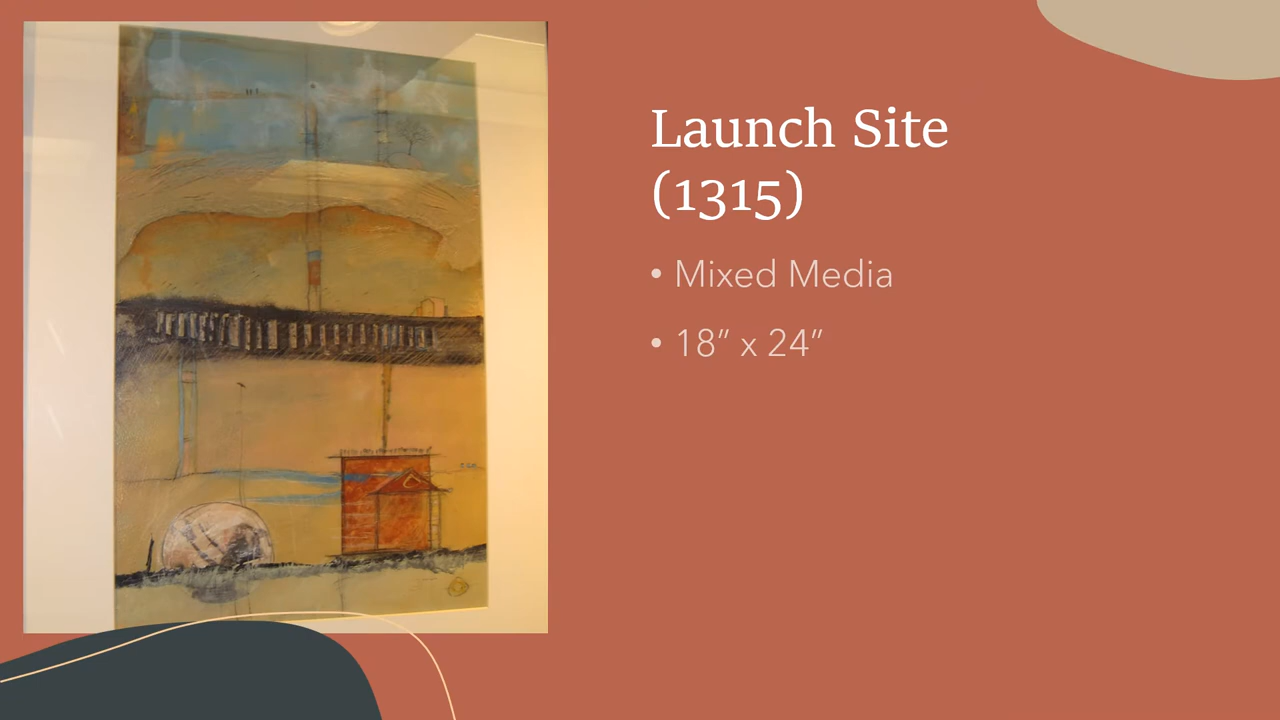 Launch Site
(1315)
• Mixed Media
• 18” x 24”